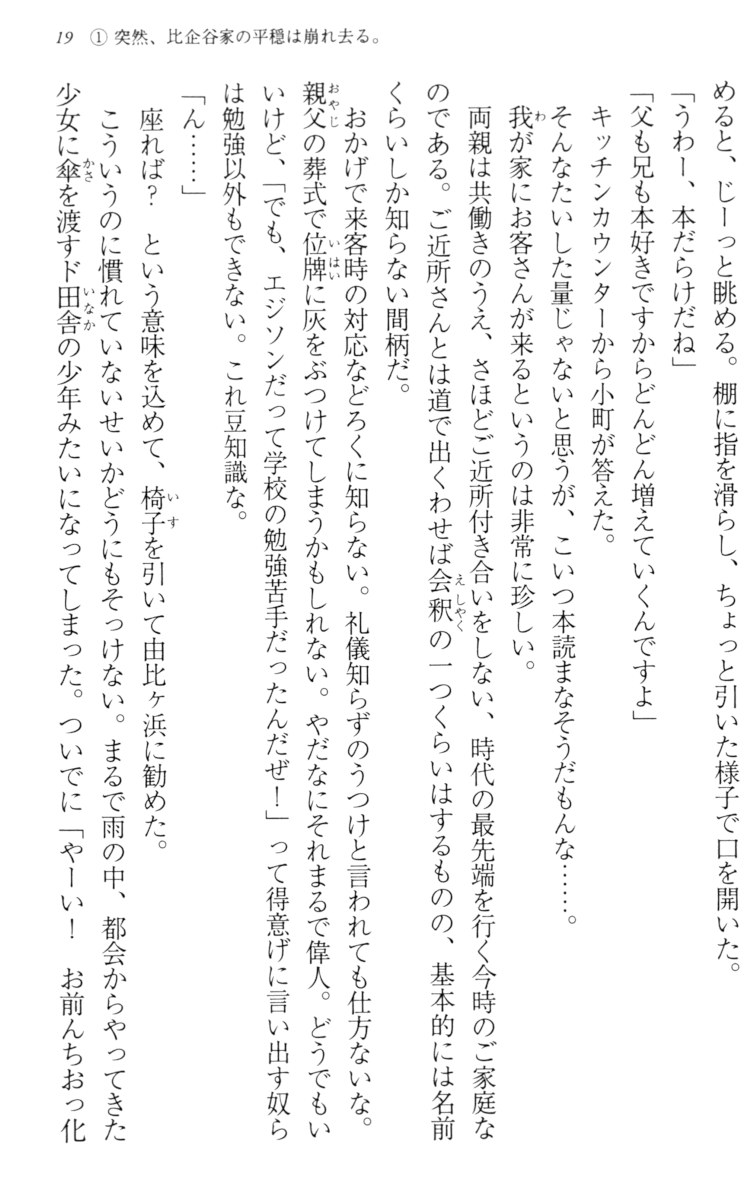 19 ① 突然、比企谷家の平穏は崩れ去る。
めると、じーっと眺める。棚に指を滑らし、ちょっと引いた様子で口を開いた。
「うわー、本だらけだね」
「父も兄も本好きですからどんどん増えていくんですよ」
キッチンカウンターから小町が答えた。
そんなたいした量じゃないと思うが、こいつ本読まなそうだもんな……。
我が家にお客さんが来るというのは非常に珍しい。
両親は共働きのうえ、さほどご近所付き合いをしない、時代の最先端を行く今時のご家庭な
のである。ご近所さんとは道で出くわせば会釈の一つくらいはするものの、基本的には名前
くらいしか知らない間柄だ。
おかげで来客時の対応などろくに知らない。礼儀知らずのうつけと言われても仕方ないな。
親父の葬式で位牌に灰をぶつけてしまうかもしれない。やだなにそれまるで偉人。どうでもい
いけど、「でも、エジソンだって学校の勉強苦手だったんだぜ！」って得意げに言い出す奴ら
は勉強以外もできない。これ豆知識な。
「ん……」
座れば？　という意味を込めて、椅子を引いて由比ヶ浜に勧めた。
こういうのに慣れていないせいかどうにもそっけない。まるで雨の中、都会からやってきた
少女に傘を渡すド田舎の少年みたいになってしまった。ついでに「やーい！　お前んちおっ化